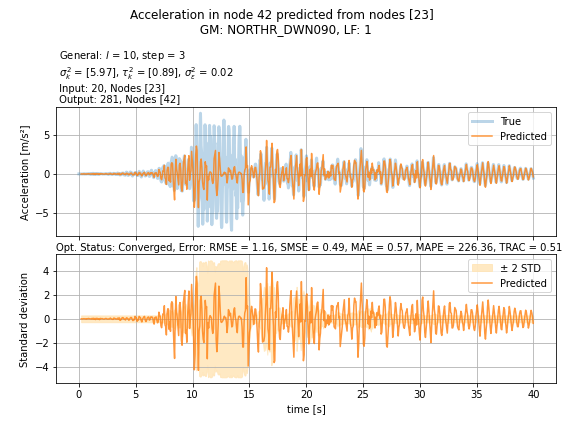 Acceleration in node 42 predicted from nodes [23]
GM: NORTHR_DWN090, LF: 1
General: l = 10, step = 3
σ²ₖ = [5.97], τ²ₖ = [0.89], σ²ε = 0.02
Input: 20, Nodes [23]
Output: 281, Nodes [42]
Acceleration [m/s²]
5
0
−5
True
Predicted
Opt. Status: Converged, Error: RMSE = 1.16, SMSE = 0.49, MAE = 0.57, MAPE = 226.36, TRAC = 0.51
Standard deviation
4
2
0
−2
−4
± 2 STD
Predicted
0 5 10 15 20 25 30 35 40
time [s]